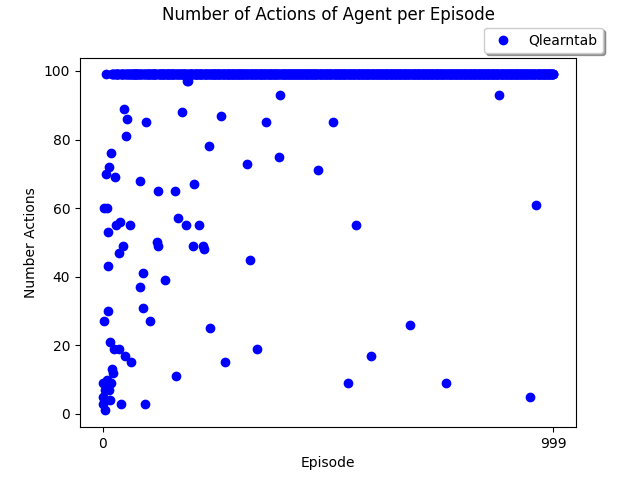 Number of Actions of Agent per Episode
Qlearntab
100
80
60
40
20
0
Number Actions
0
999
Episode